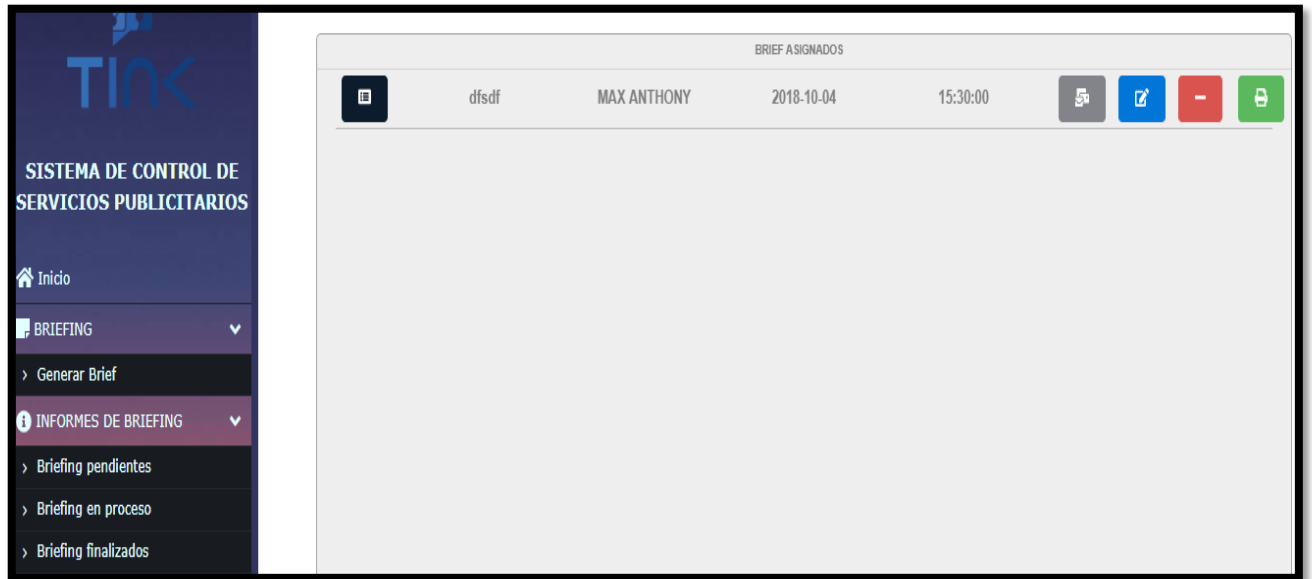 TINK
SISTEMA DE CONTROL DE
SERVICIOS PUBLICITARIOS
Inicio
BRIEFING
Generar Brief
INFORMES DE BRIEFING
Briefing pendientes
Briefing en proceso
Briefing finalizados
BRIEF ASIGNADOS
dfsdf MAX ANTHONY 2018-10-04 15:30:00